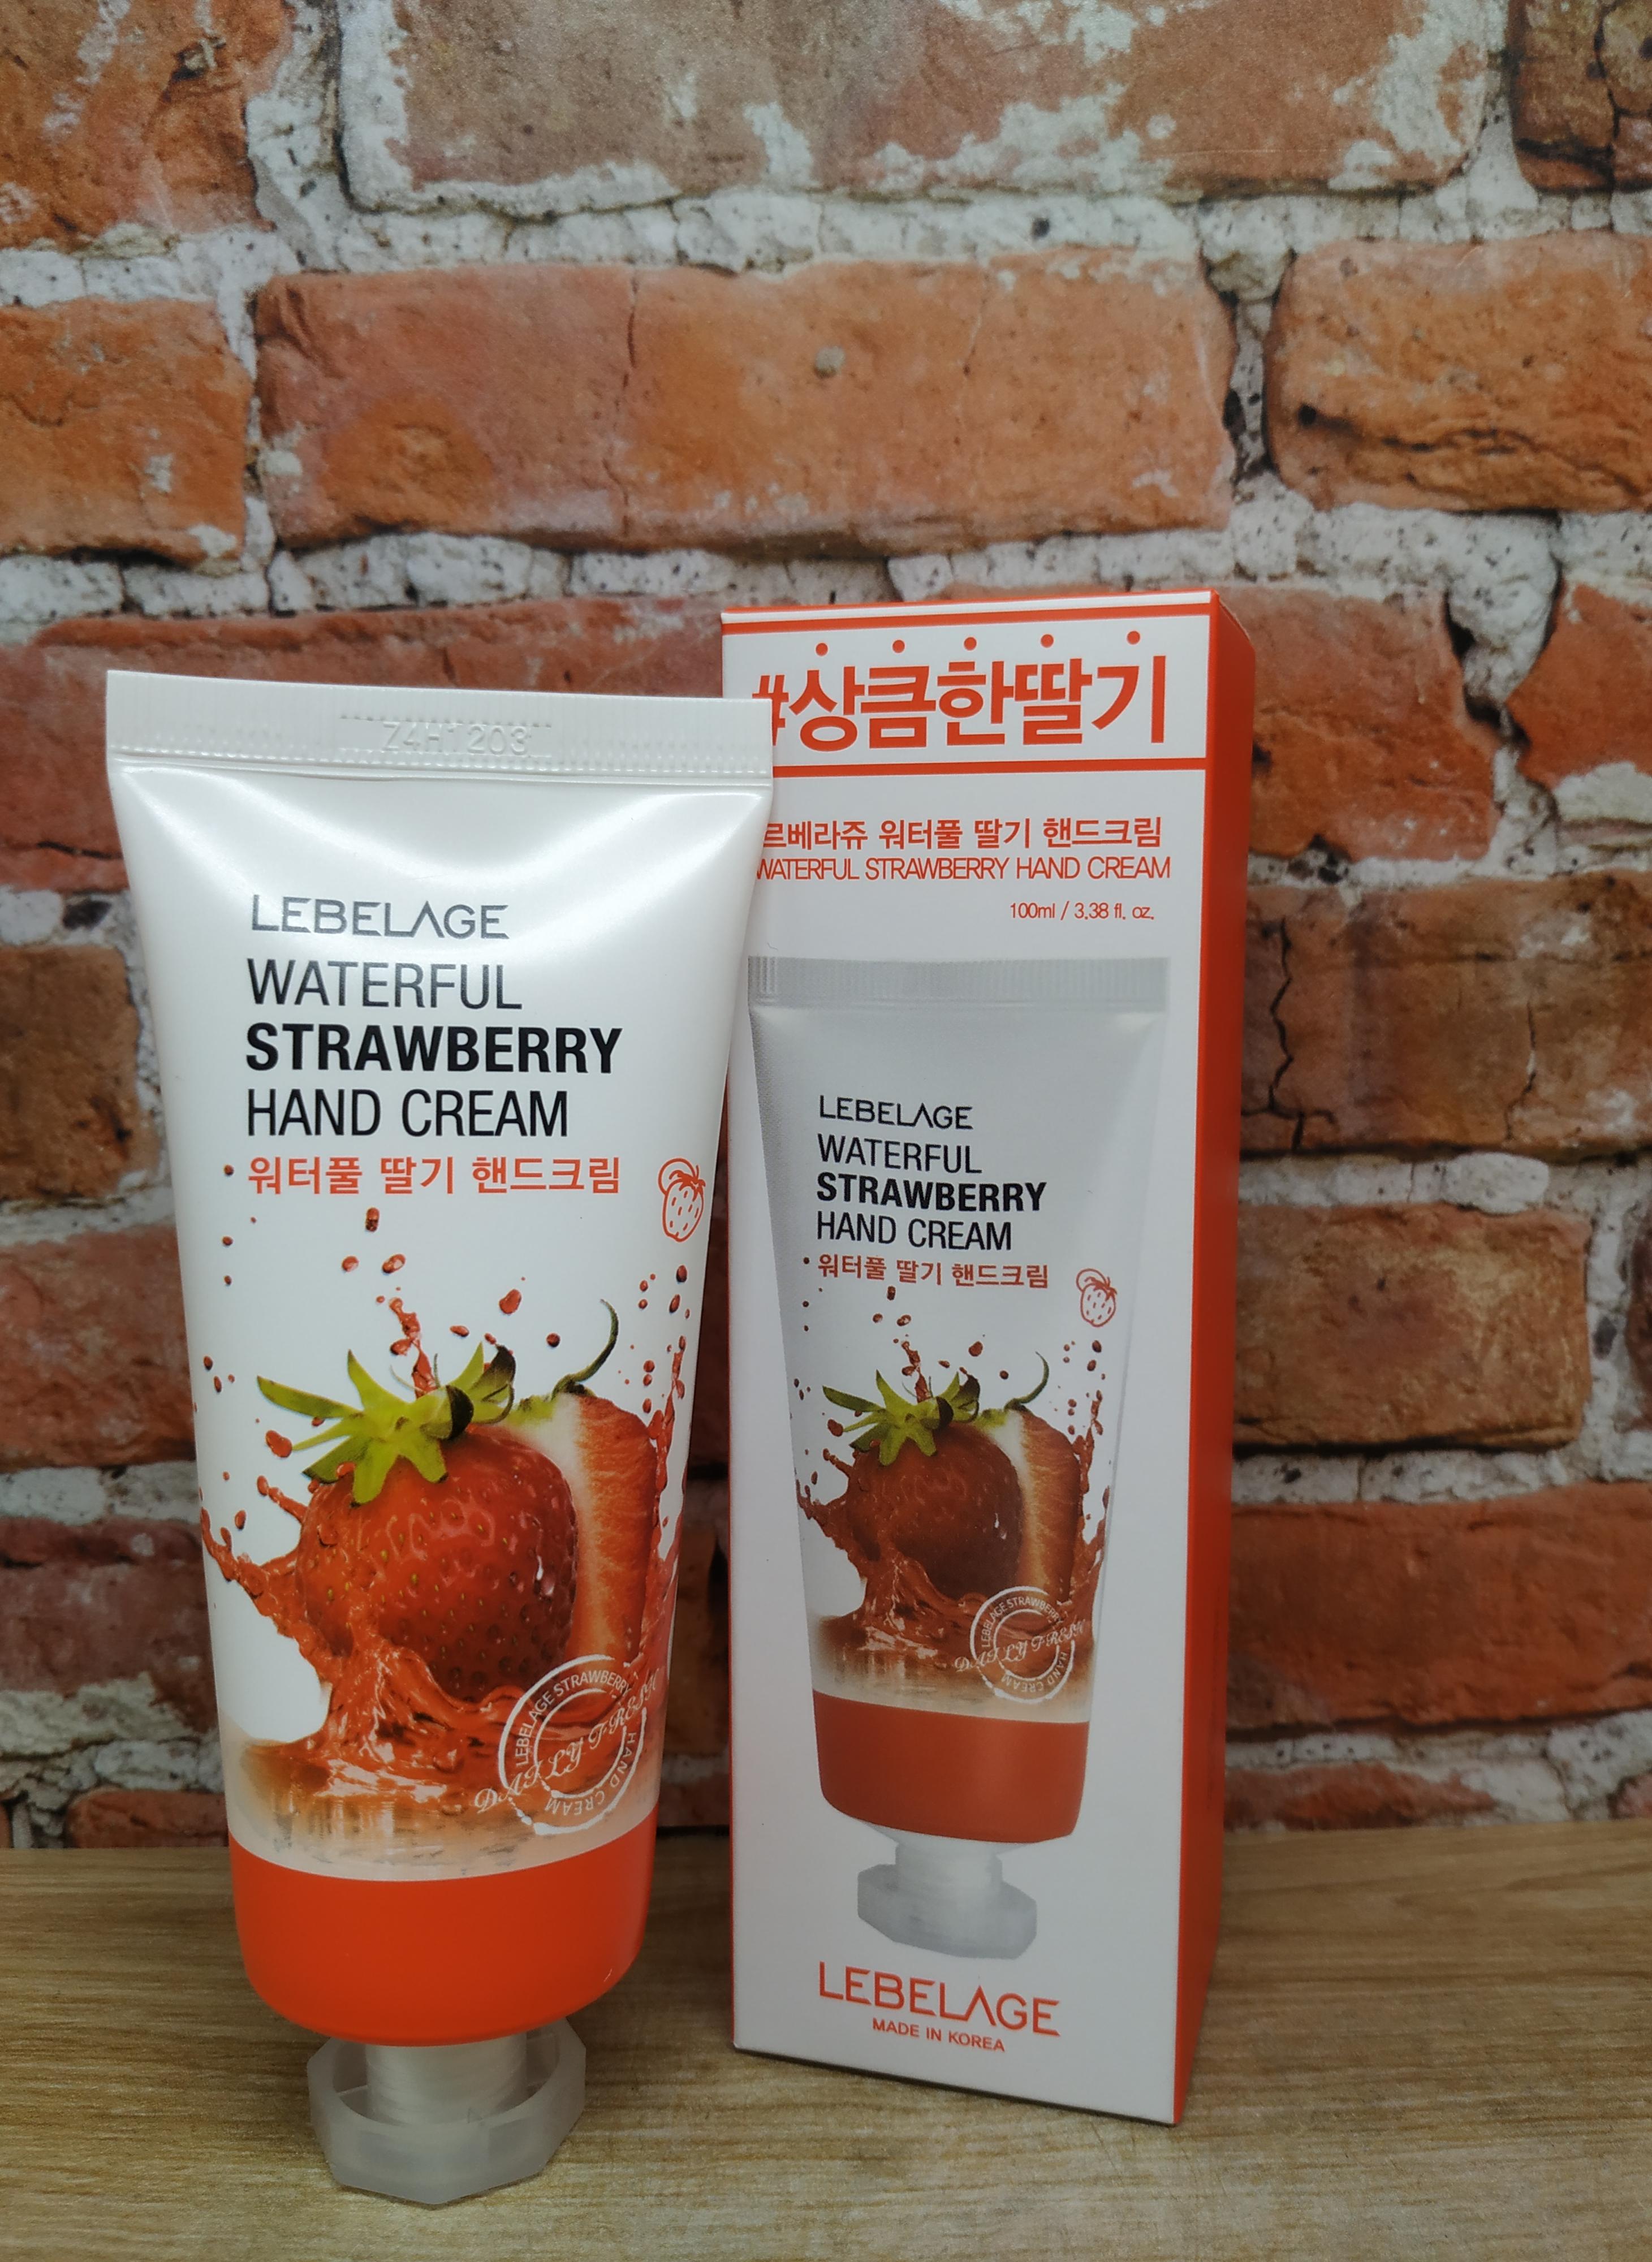 Z4H1203
LEBELAGE
WATERFUL
STRAWBERRY
HAND CREAM
워터풀 딸기 핸드크림
LEBELAGE STRAWBERRY
DAILY FRESH
HAND CREAM
#상큼한딸기
르베라쥬 워터풀 딸기 핸드크림
WATERFUL STRAWBERRY HAND CREAM
100ml / 3.38 fl. oz.
LEBELAGE
WATERFUL
STRAWBERRY
HAND CREAM
워터풀 딸기 핸드크림
LEBELAGE STRAWBERRY
DAILY FRESH
HAND CREAM
LEBELAGE
MADE IN KOREA